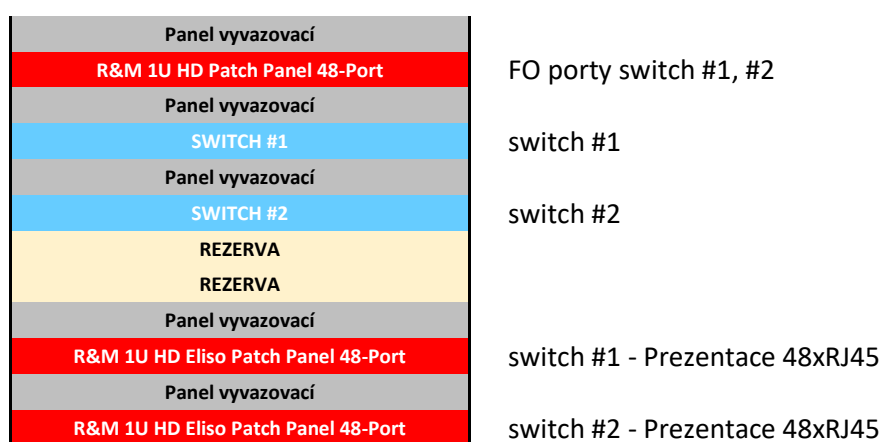 Panel vyvazovací
R&M 1U HD Patch Panel 48-Port FO porty switch #1, #2
Panel vyvazovací
SWITCH #1 switch #1
Panel vyvazovací
SWITCH #2 switch #2
REZERVA
REZERVA
Panel vyvazovací
R&M 1U HD Eliso Patch Panel 48-Port switch #1 - Prezentace 48xRJ45
Panel vyvazovací
R&M 1U HD Eliso Patch Panel 48-Port switch #2 - Prezentace 48xRJ45